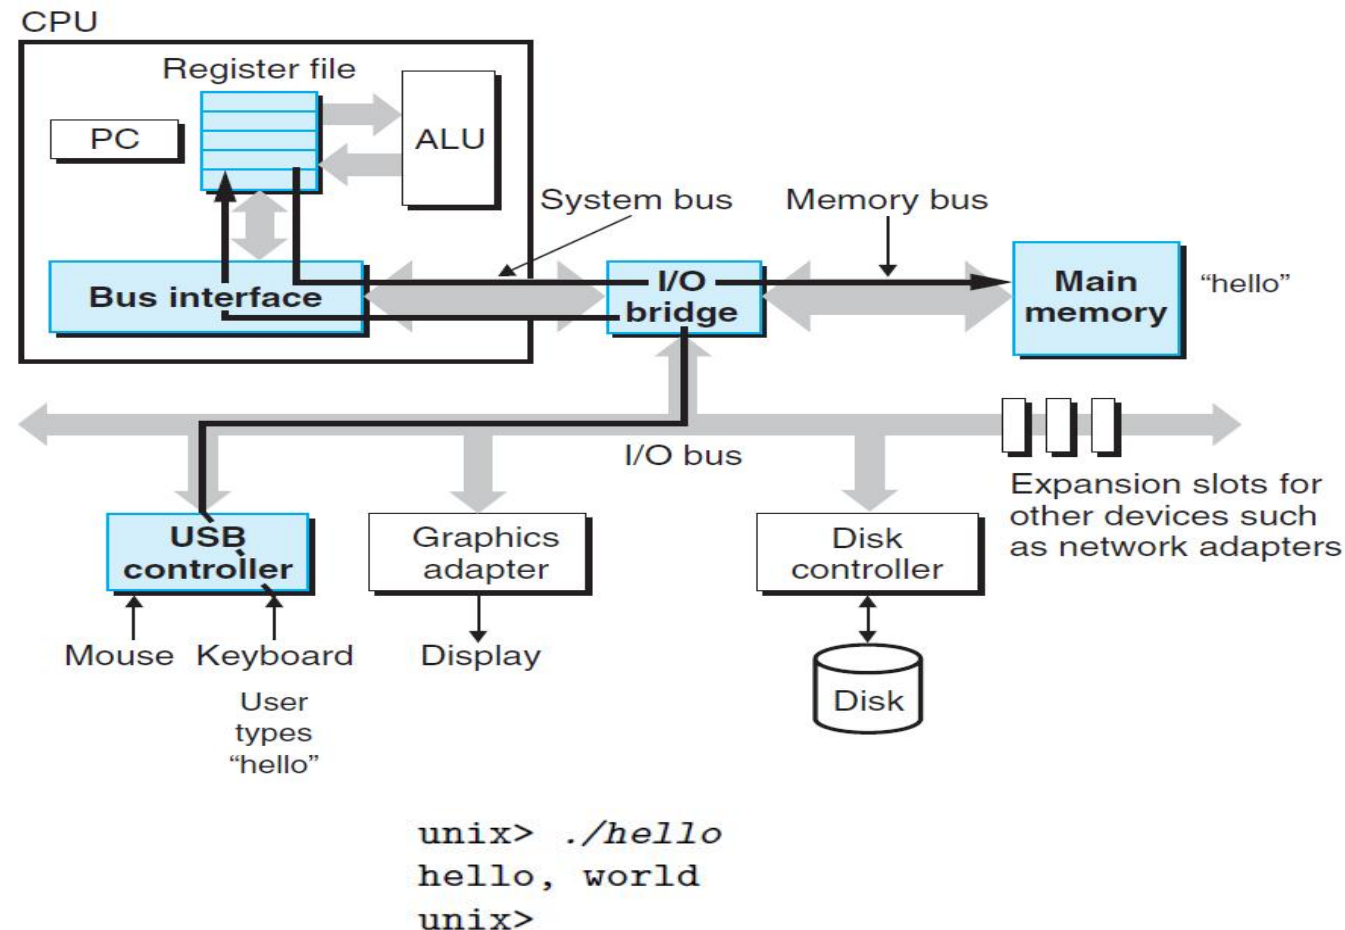 CPU
Register file
PC
ALU
System bus
Memory bus
Bus interface
I/O
bridge
Main
memory
“hello”
I/O bus
Expansion slots for
other devices such
as network adapters
USB
controller
Graphics
adapter
Disk
controller
Mouse
Keyboard
Display
Disk
User
types
“hello”
unix> ./hello
hello, world
unix>